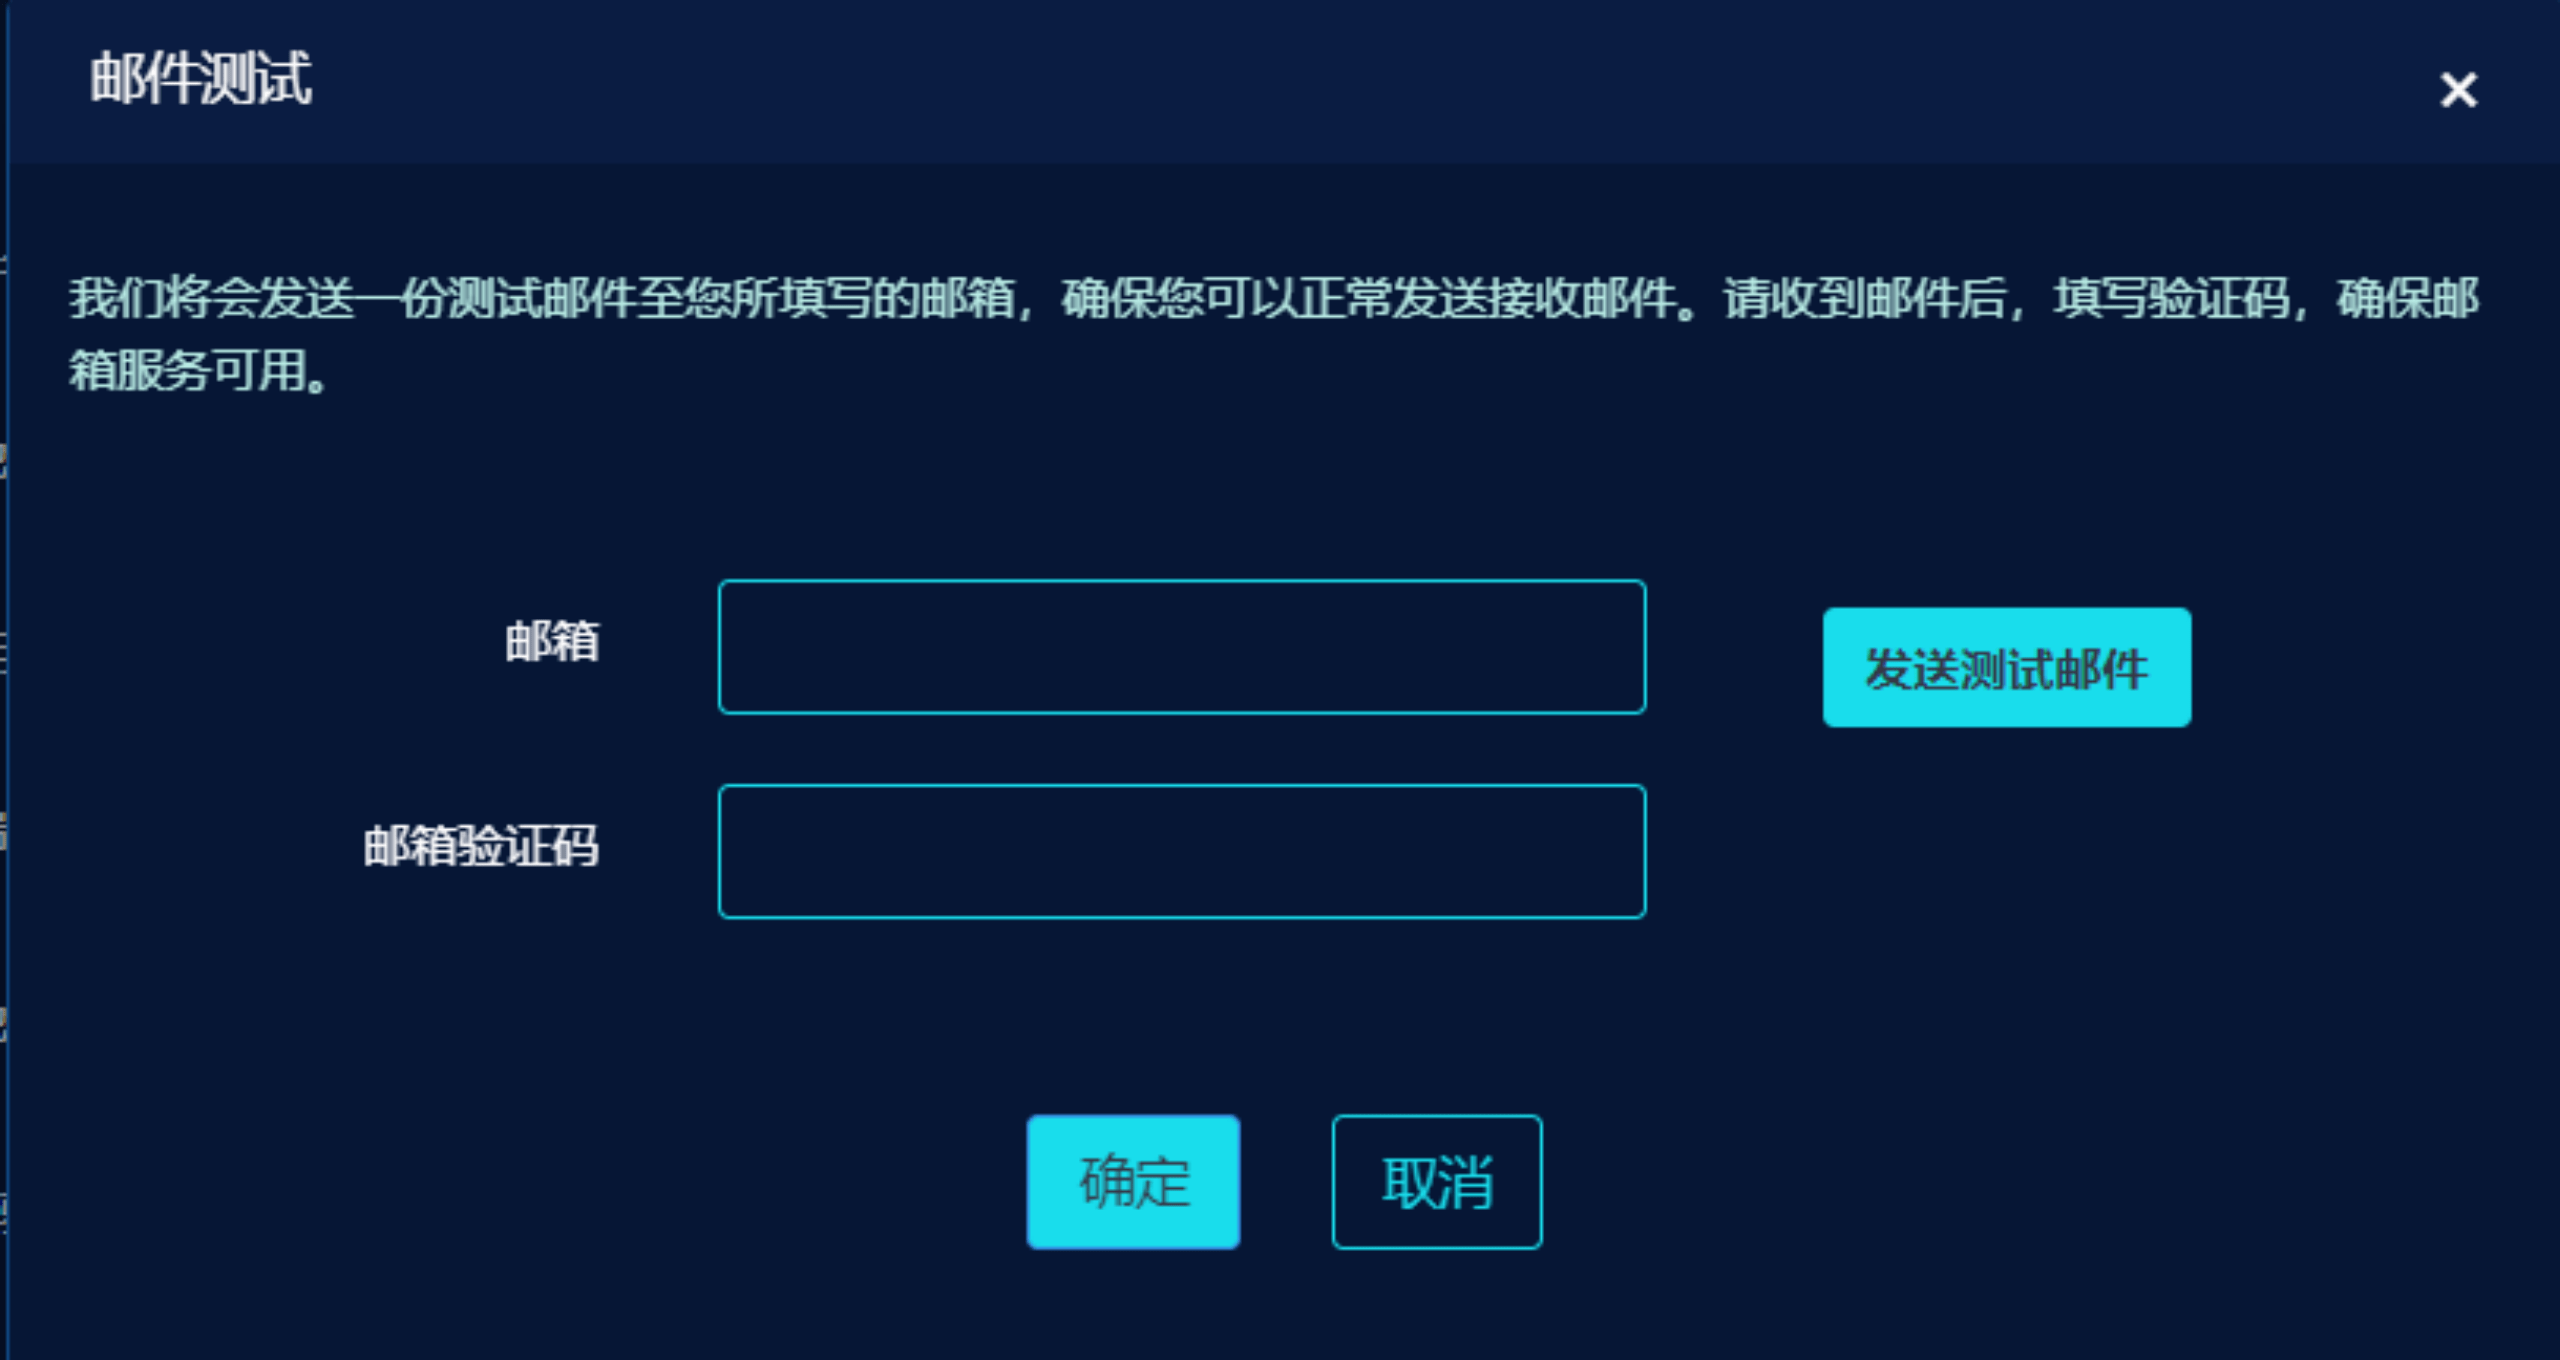 邮件测试
我们将会发送一份测试邮件至您所填写的邮箱，确保您可以正常发送接收邮件。请收到邮件后，填写验证码，确保邮
箱服务可用。
邮箱
发送测试邮件
邮箱验证码
确定
取消